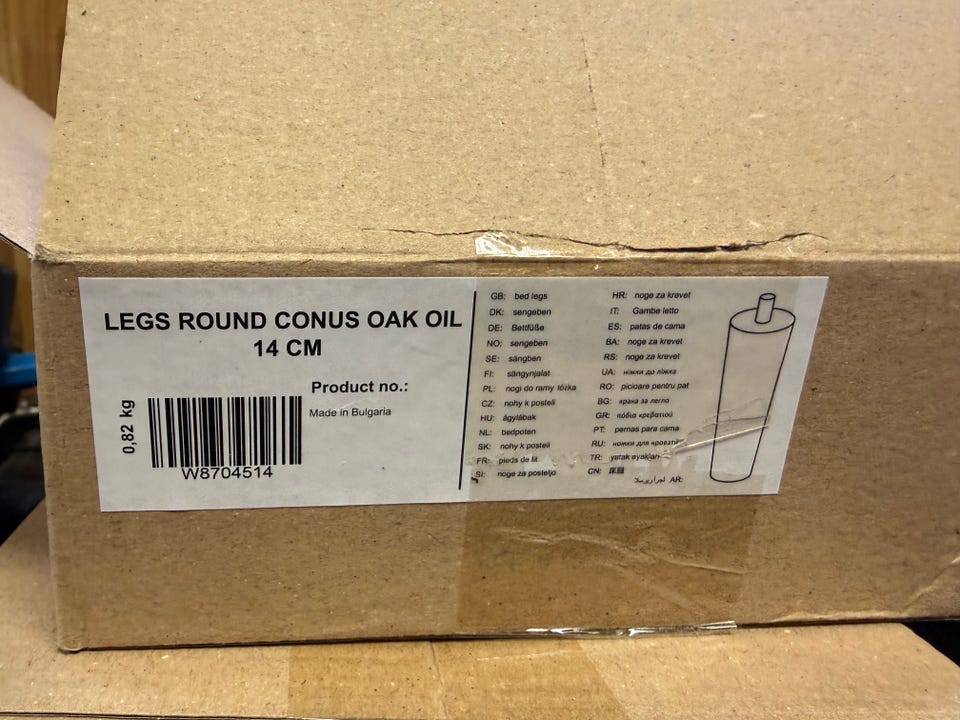 LEGS ROUND CONUS OAK OIL
14 CM
Product no.:
Made in Bulgaria
0,82 kg
W8704514
GB: bed legs
DK: sengeben
DE: Bettfüße
NO: sengeben
SE: sängben
FI: sängynjalat
PL: nogi do ramy łóżka
CZ: nohy k posteli
HU: ágylábak
NL: bedpoten
SK: nohy k posteli
FR: pieds de lit
SI: noge za posteljo
HR: noge za krevet
IT: Gambe letto
ES: patas de cama
BA: noge za krevet
RS: noge za krevet
UA: ніжки до ліжка
RO: picioare pentru pat
BG: крака за легло
GR: πόδια κρεβατιού
PT: pernas para cama
RU: ножки для кровати
TR: yatak ayakları
CN: 床腿
AR: